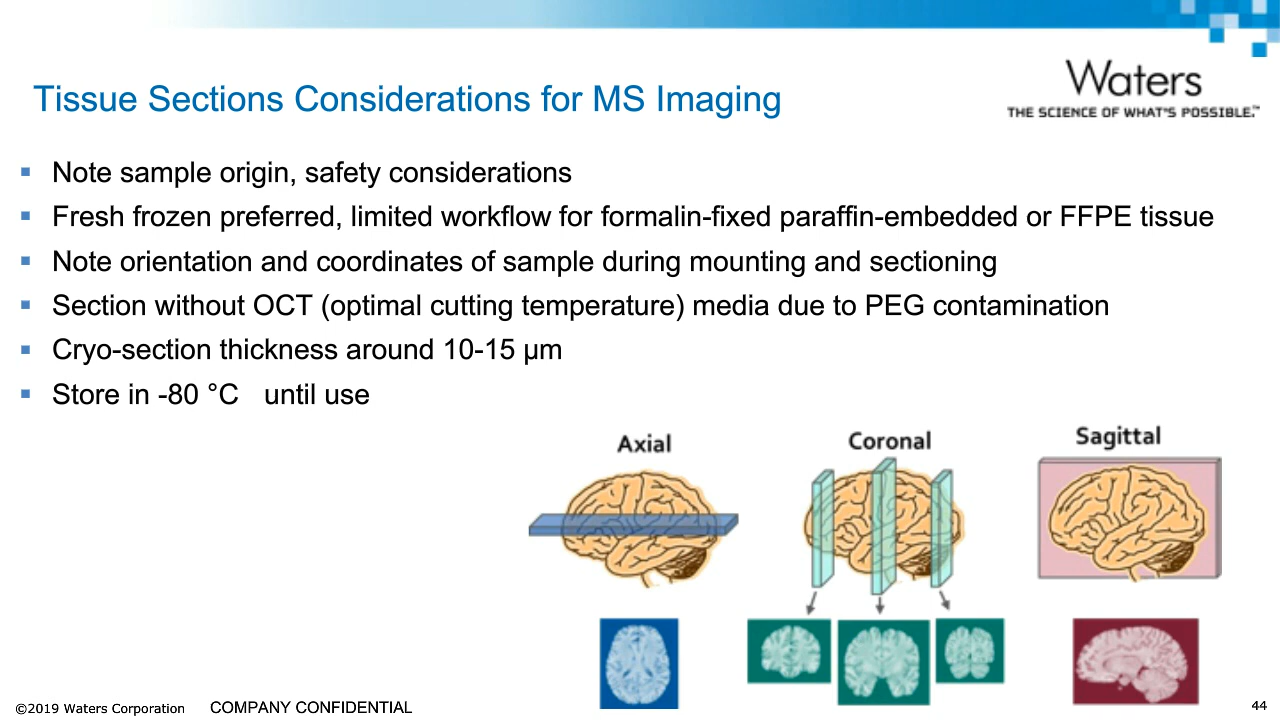 Waters
THE SCIENCE OF WHAT'S POSSIBLE.™
Tissue Sections Considerations for MS Imaging
▪ Note sample origin, safety considerations
▪ Fresh frozen preferred, limited workflow for formalin-fixed paraffin-embedded or FFPE tissue
▪ Note orientation and coordinates of sample during mounting and sectioning
▪ Section without OCT (optimal cutting temperature) media due to PEG contamination
▪ Cryo-section thickness around 10-15 µm
▪ Store in -80 °C until use
Axial
Coronal
Sagittal
©2019 Waters Corporation COMPANY CONFIDENTIAL 44